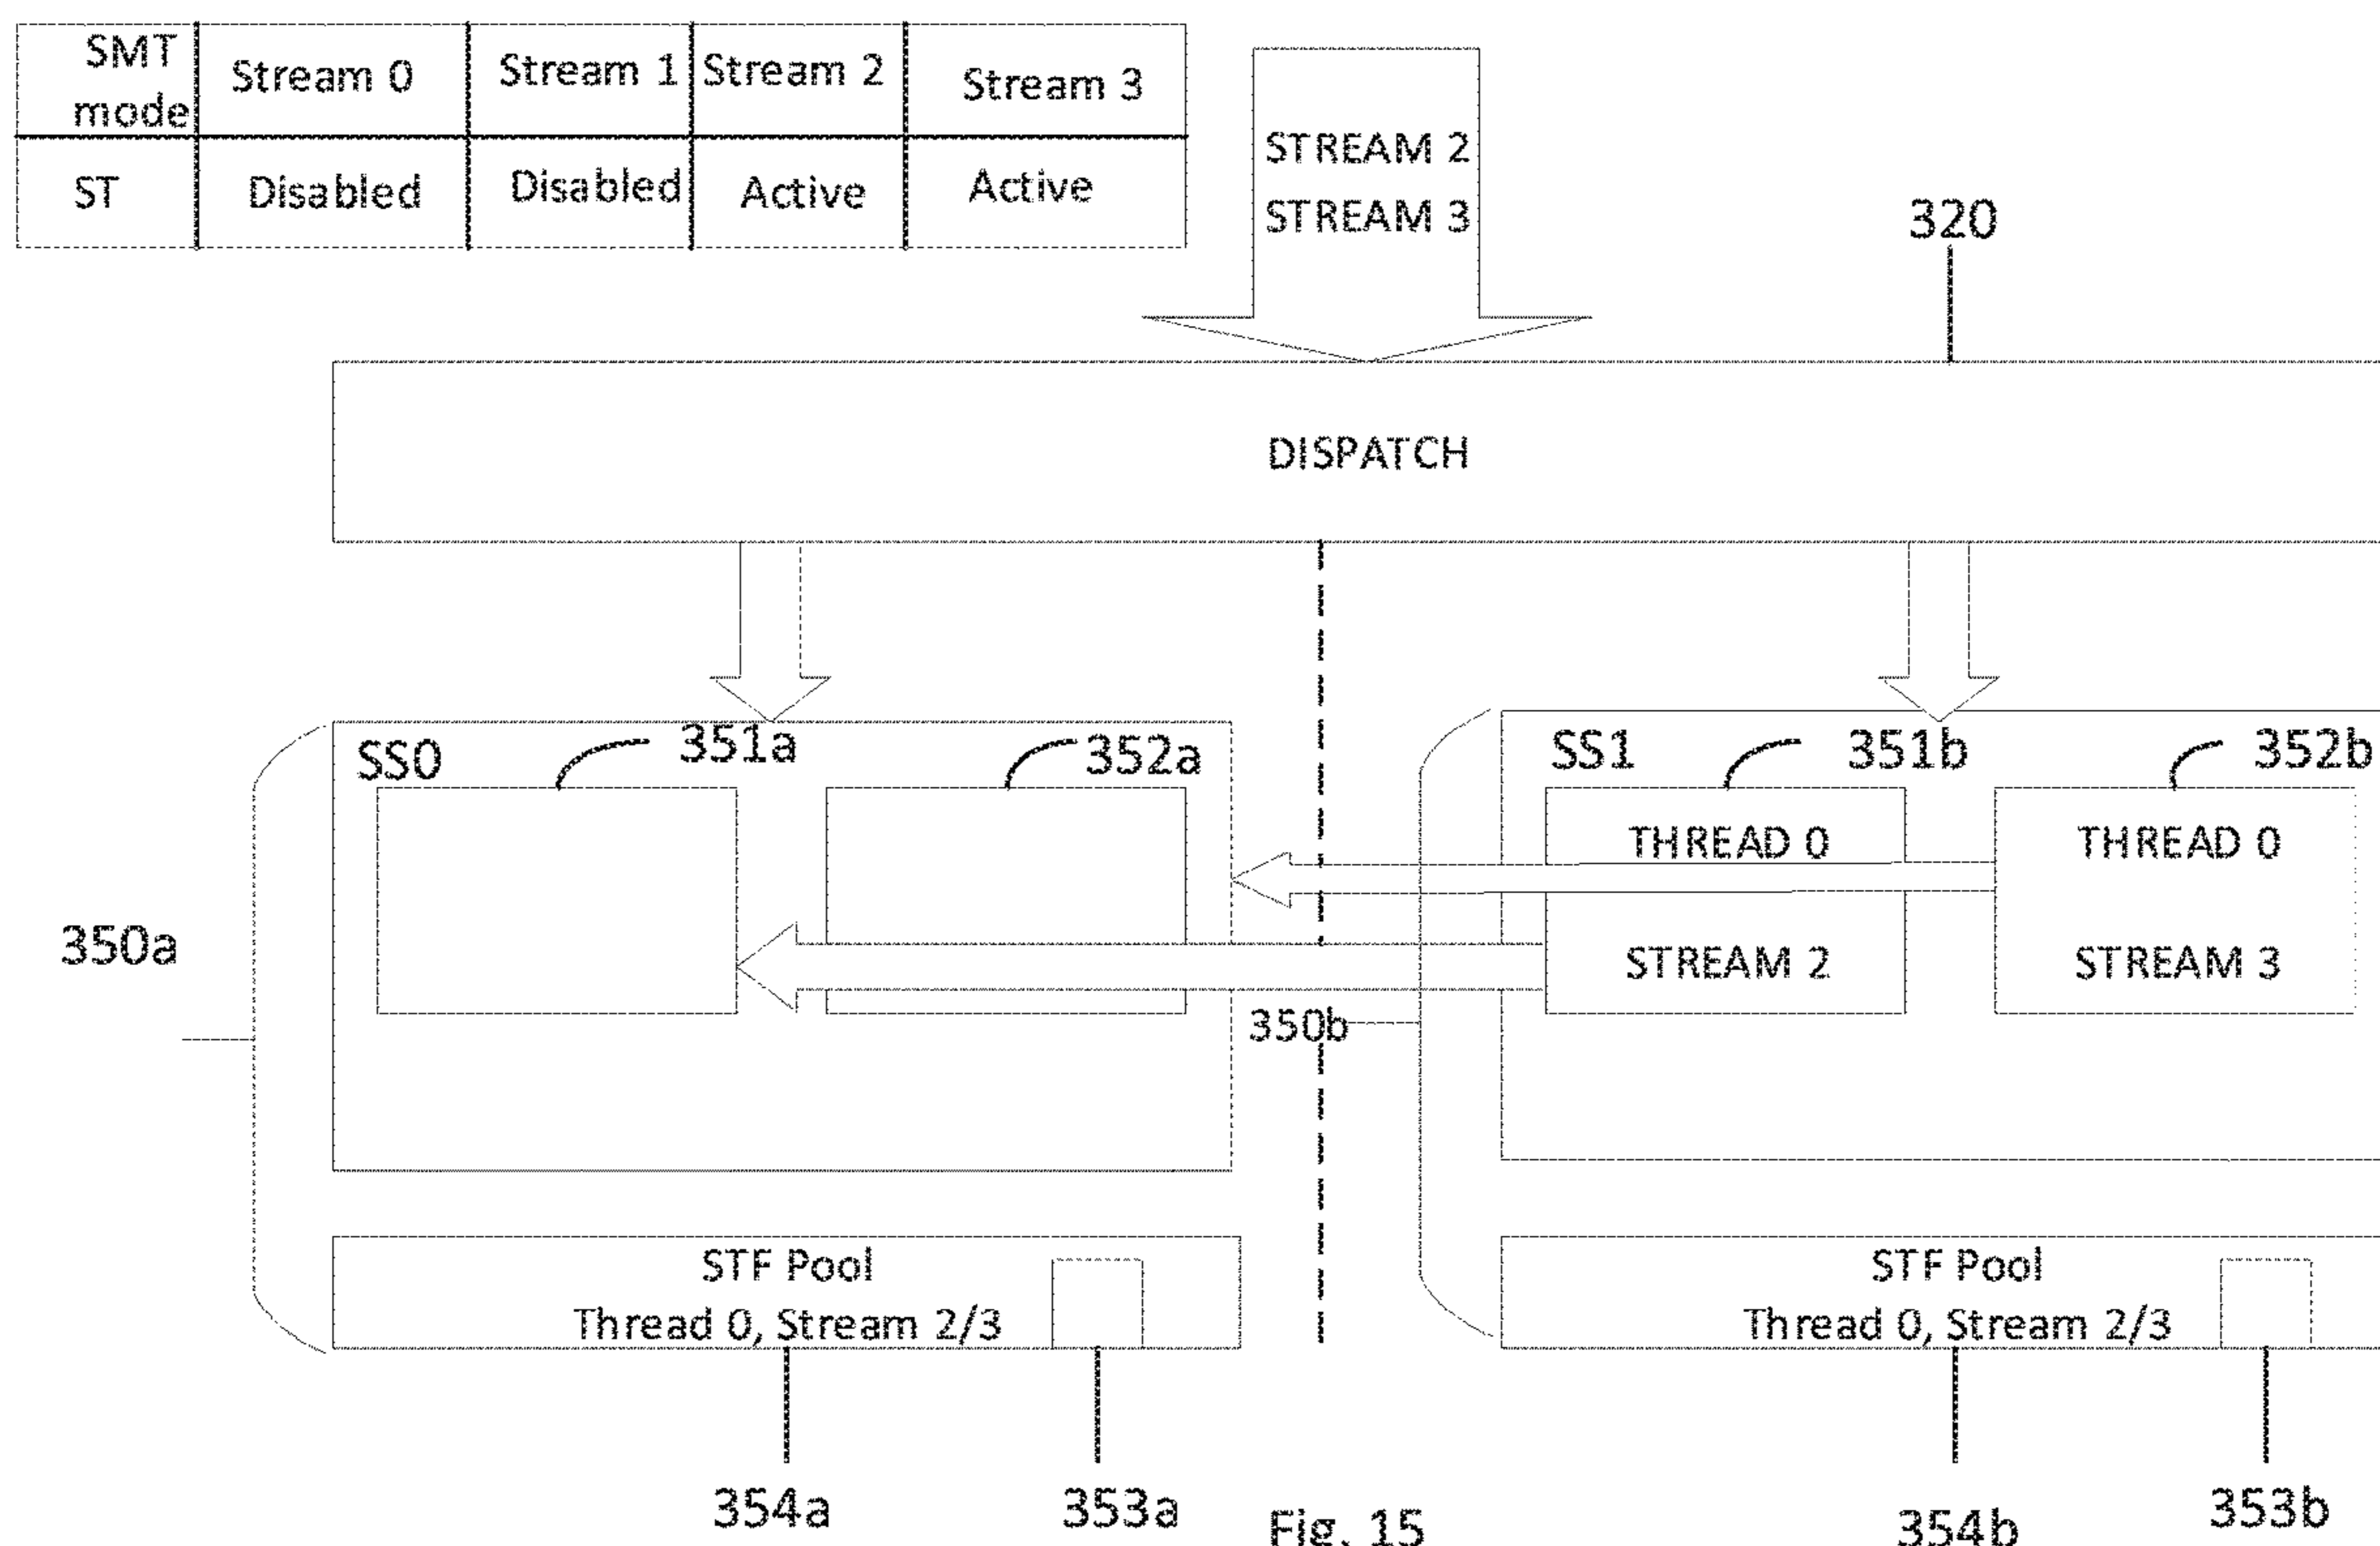 SMT mode Stream 0 Stream 1 Stream 2 Stream 3
ST Disabled Disabled Active Active
STREAM 2
STREAM 3
320
DISPATCH
SS0 351a 352a SS1 351b 352b
THREAD 0 THREAD 0
350a
STREAM 2 STREAM 3
350b
STF Pool STF Pool
Thread 0, Stream 2/3 Thread 0, Stream 2/3
354a 353a 354b 353b
Fig. 15